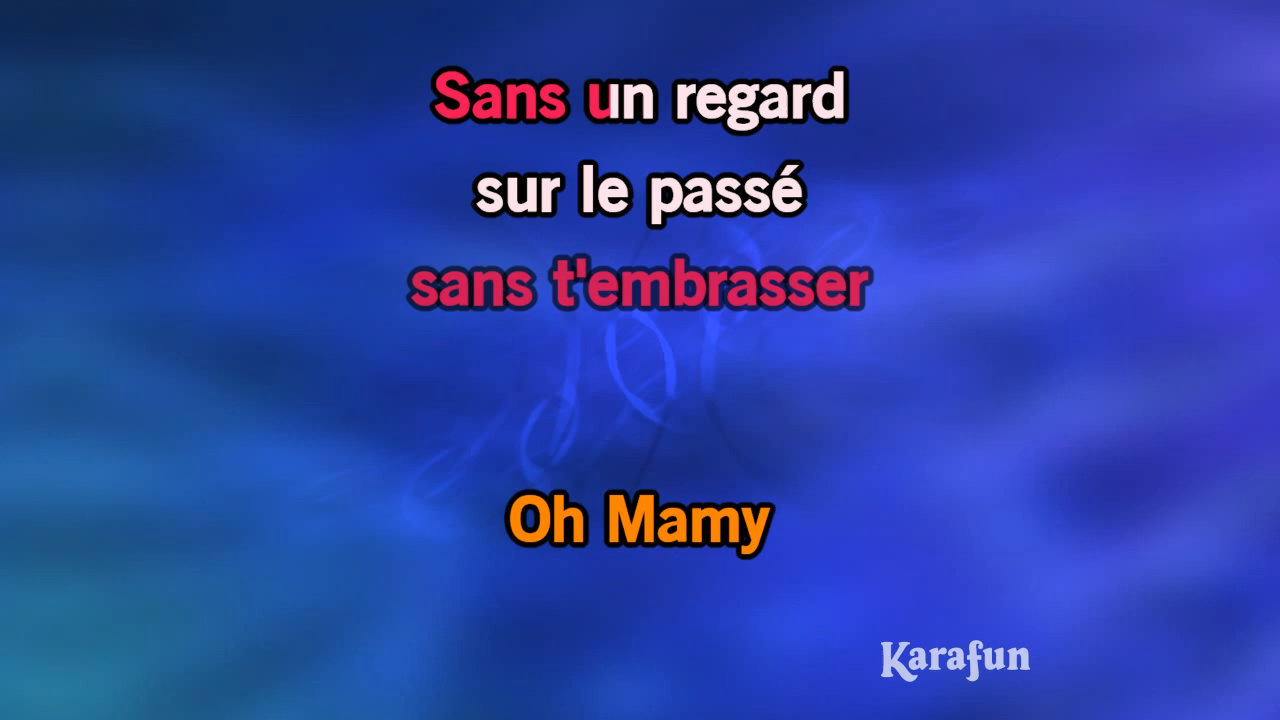 Sans un regard
sur le passé
sans t'embrasser
Oh Mamy
Karafun